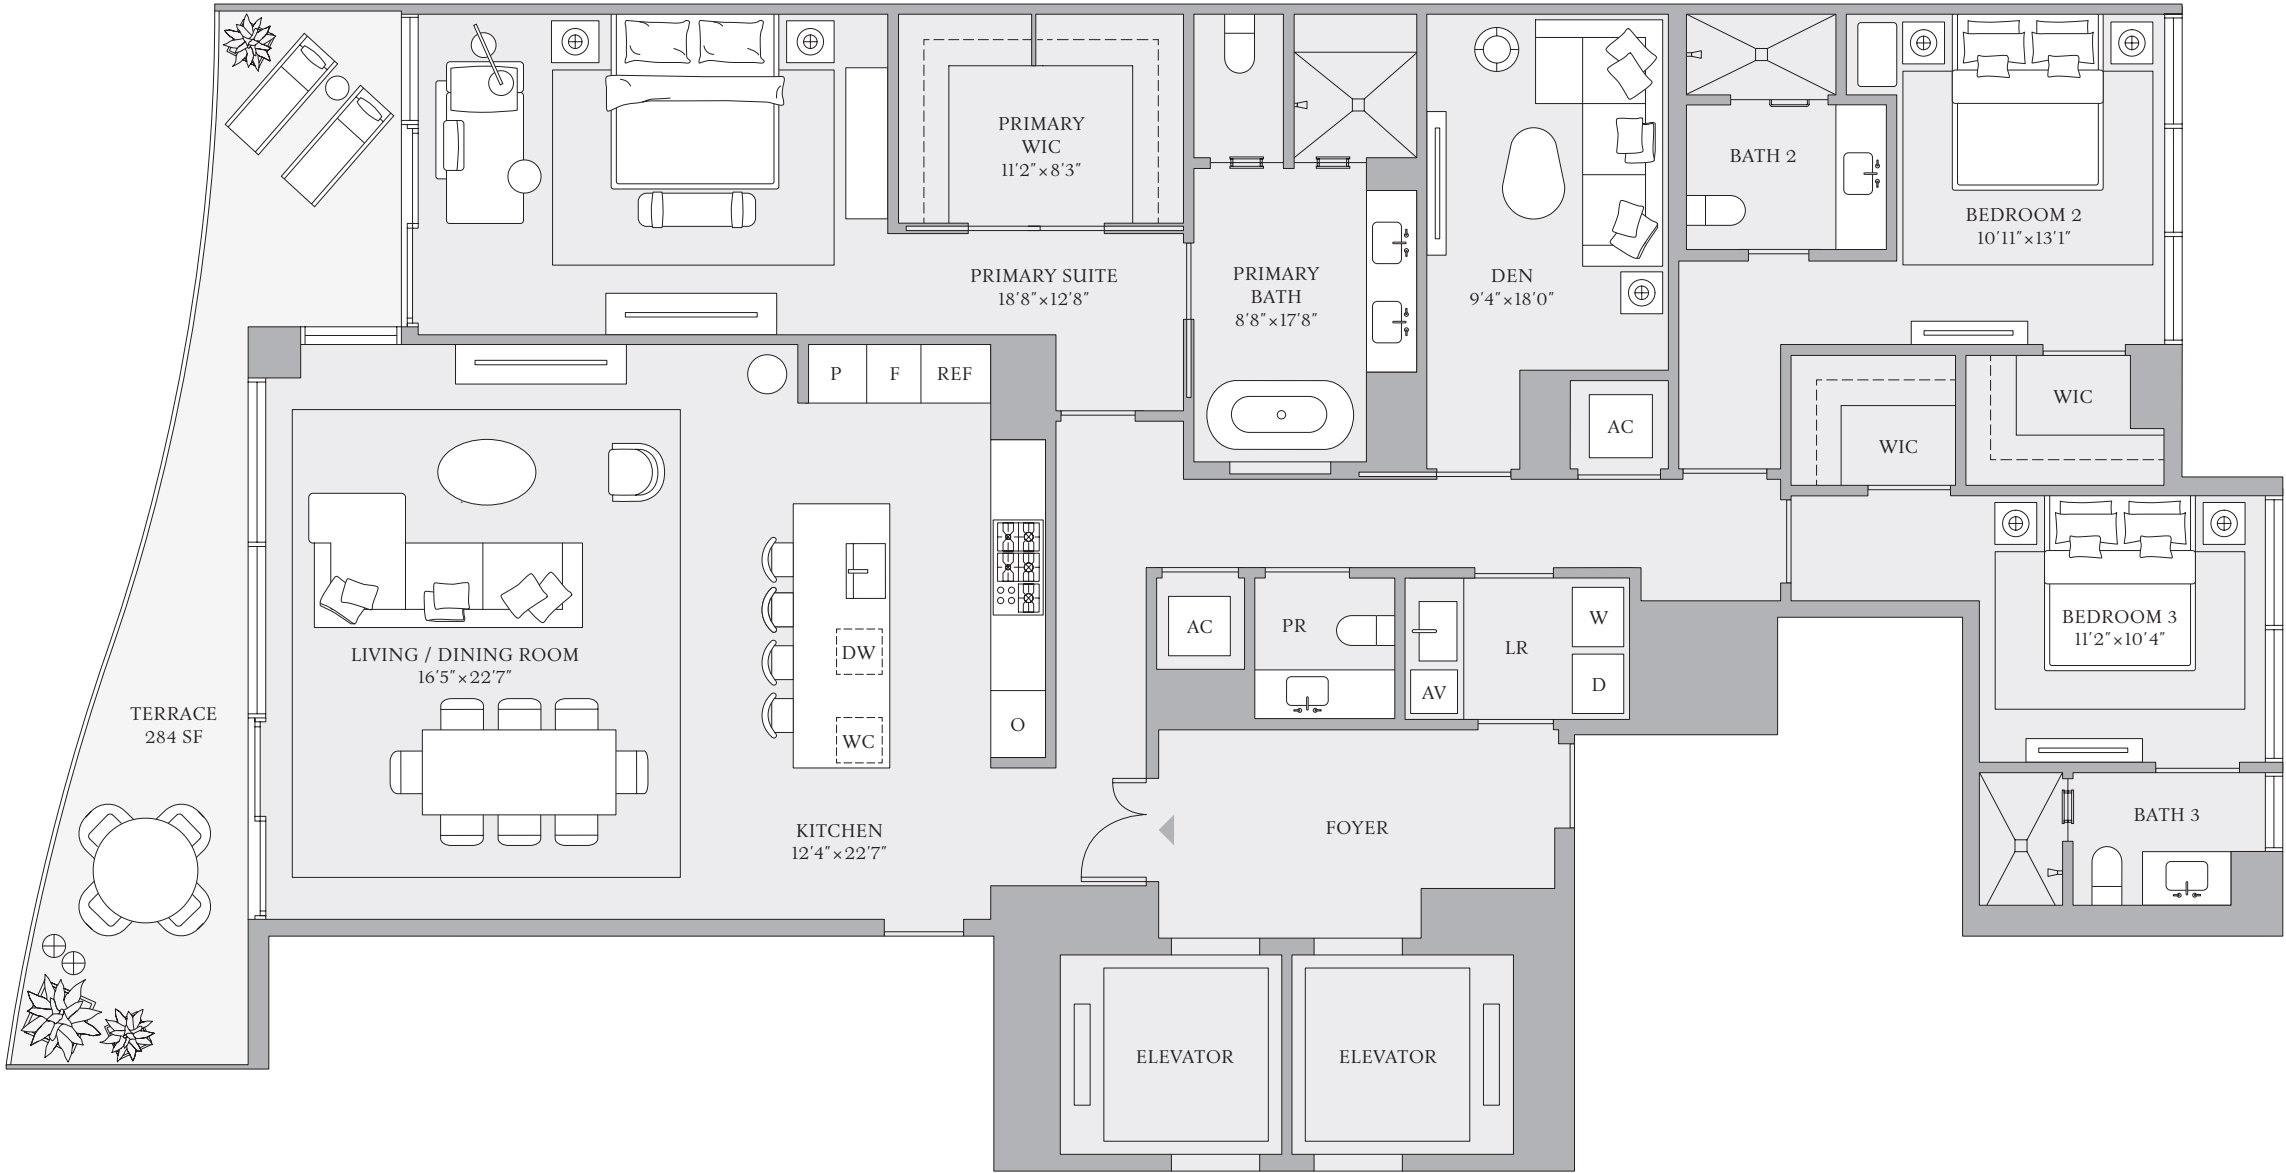 PRIMARY
WIC
11'2"×8'3"
PRIMARY SUITE
18'8"×12'8"
PRIMARY
BATH
8'8"×17'8"
DEN
9'4"×18'0"
BATH 2
BEDROOM 2
10'11"×13'1"
P
F
REF
AC
WIC
WIC
LIVING / DINING ROOM
16'5"×22'7"
TERRACE
284 SF
DW
WC
O
KITCHEN
12'4"×22'7"
AC
PR
AV
LR
W
D
BEDROOM 3
11'2"×10'4"
BATH 3
FOYER
ELEVATOR
ELEVATOR